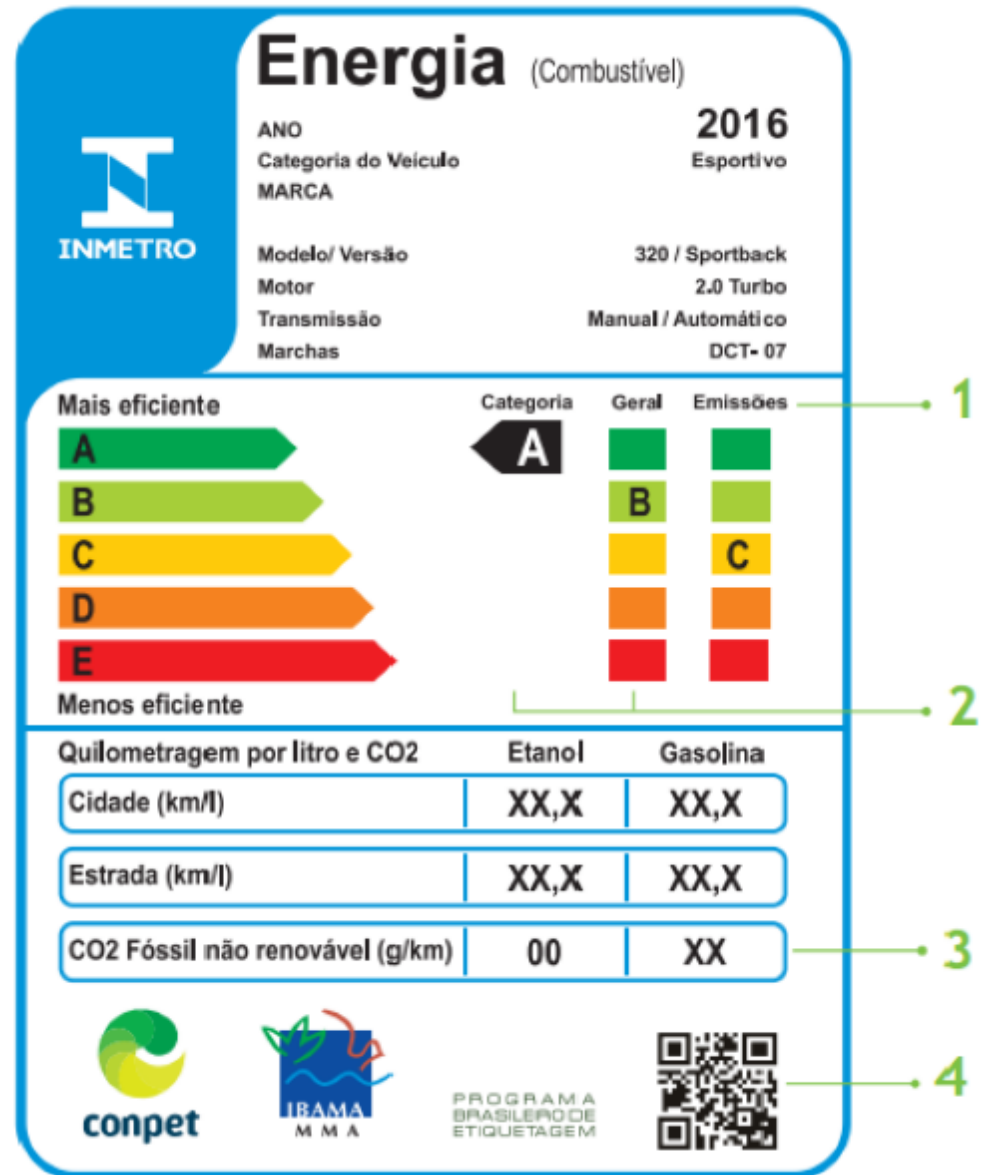 Energia (Combustível)
ANO 2016
Categoria do Veículo Esportivo
MARCA
INMETRO
Modelo/ Versão 320 / Sportback
Motor 2.0 Turbo
Transmissão Manual / Automático
Marchas DCT- 07
Mais eficiente Categoria Geral Emissões 1
A A
B B
C C
D
E
Menos eficiente 2
Quilometragem por litro e CO2 Etanol Gasolina
Cidade (km/l) XX,X XX,X
Estrada (km/l) XX,X XX,X
CO2 Fóssil não renovável (g/km) 00 XX 3
conpet
IBAMA
M M A
PROGRAMA
BRASILEIRO DE
ETIQUETAGEM
4